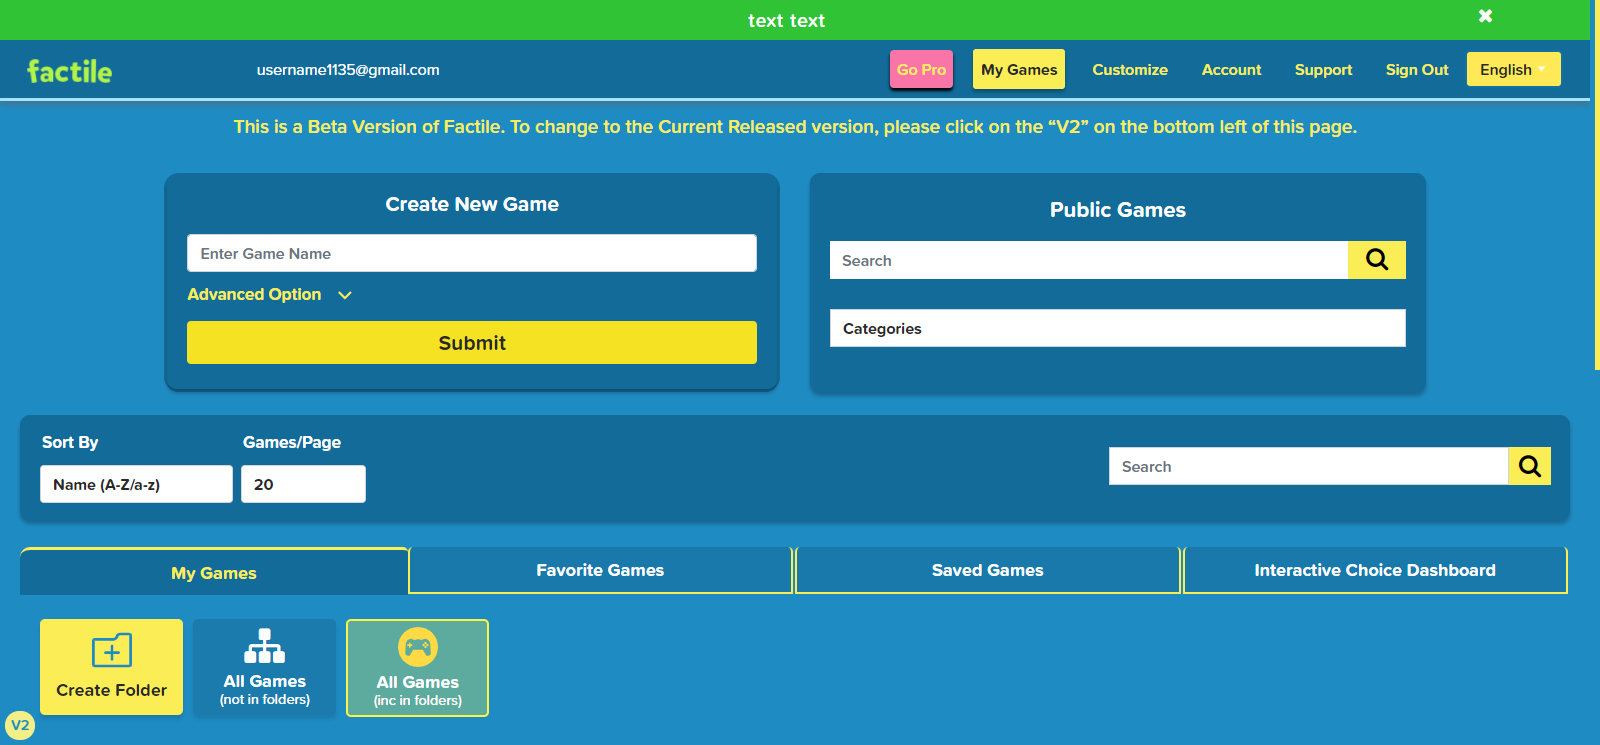 text text
factile
username1135@gmail.com
Go Pro
My Games
Customize
Account
Support
Sign Out
English
This is a Beta Version of Factile. To change to the Current Released version, please click on the “V2” on the bottom left of this page.
Create New Game
Enter Game Name
Advanced Option
Submit
Public Games
Search
Categories
Sort By
Games/Page
Name (A-Z/a-z)
20
Search
My Games
Favorite Games
Saved Games
Interactive Choice Dashboard
Create Folder
All Games
(not in folders)
All Games
(inc in folders)
V2